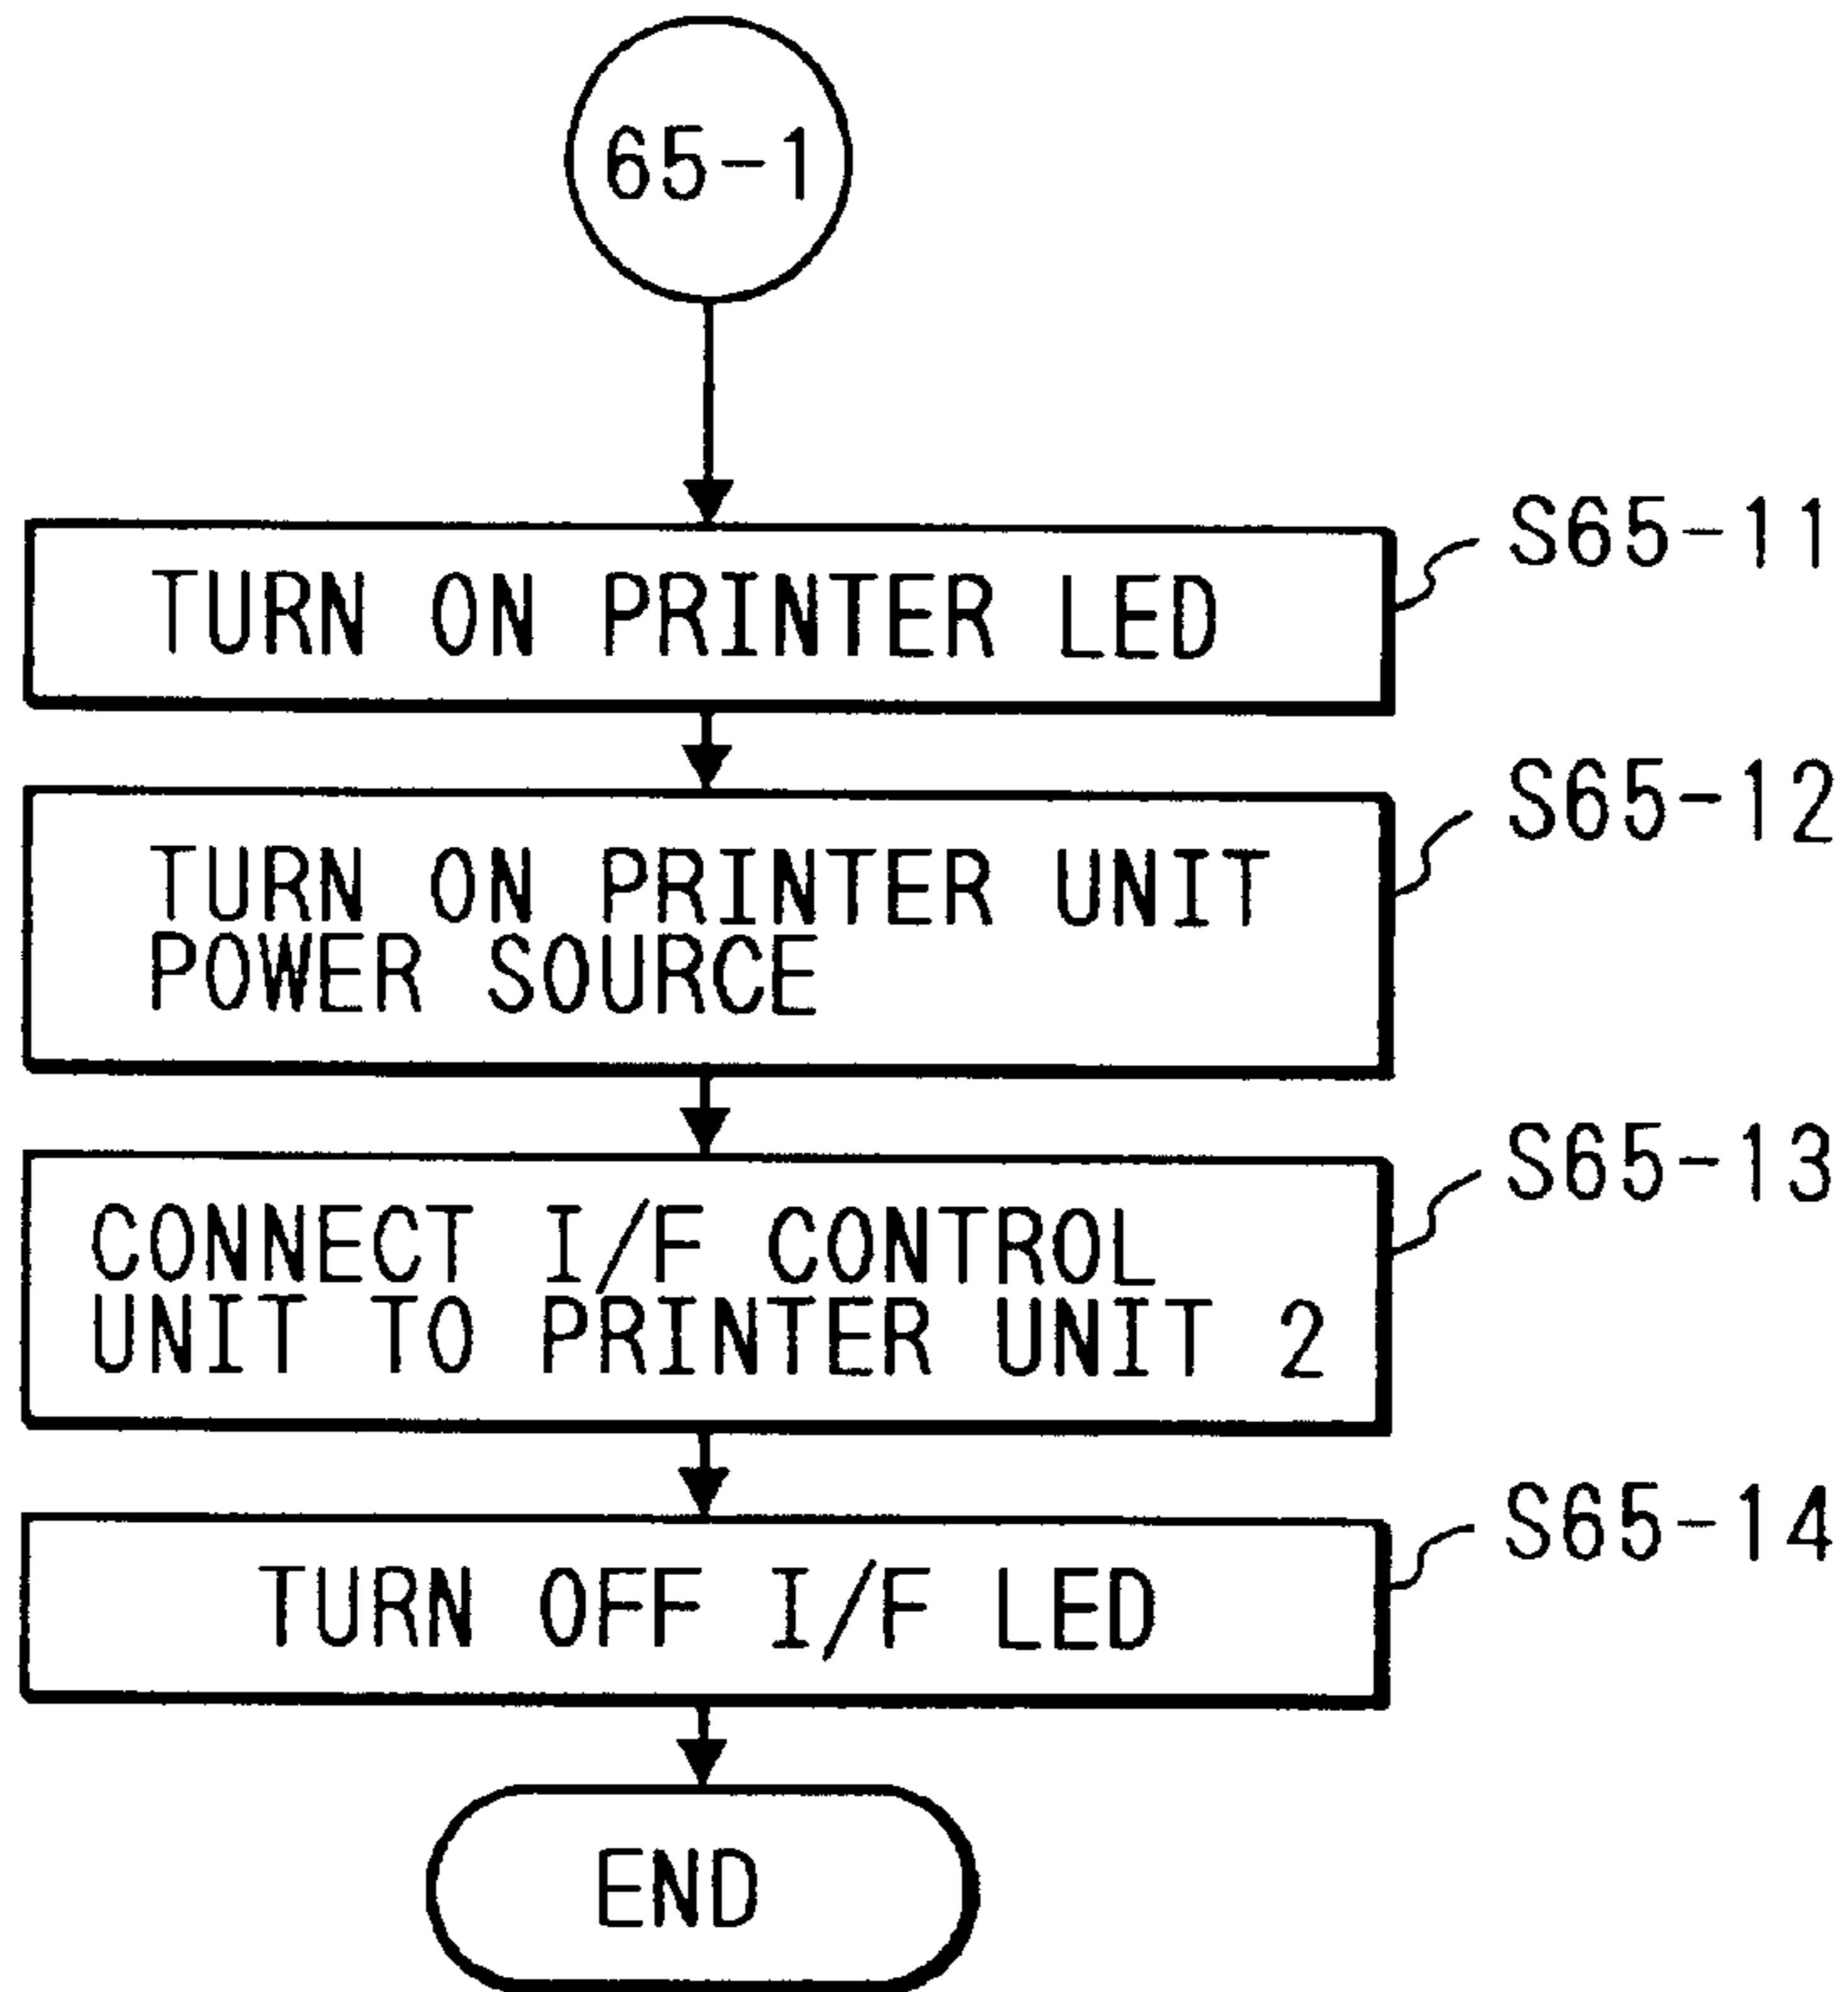 65-1
S65-11
TURN ON PRINTER LED
S65-12
TURN ON PRINTER UNIT
POWER SOURCE
S65-13
CONNECT I/F CONTROL
UNIT TO PRINTER UNIT 2
S65-14
TURN OFF I/F LED
END